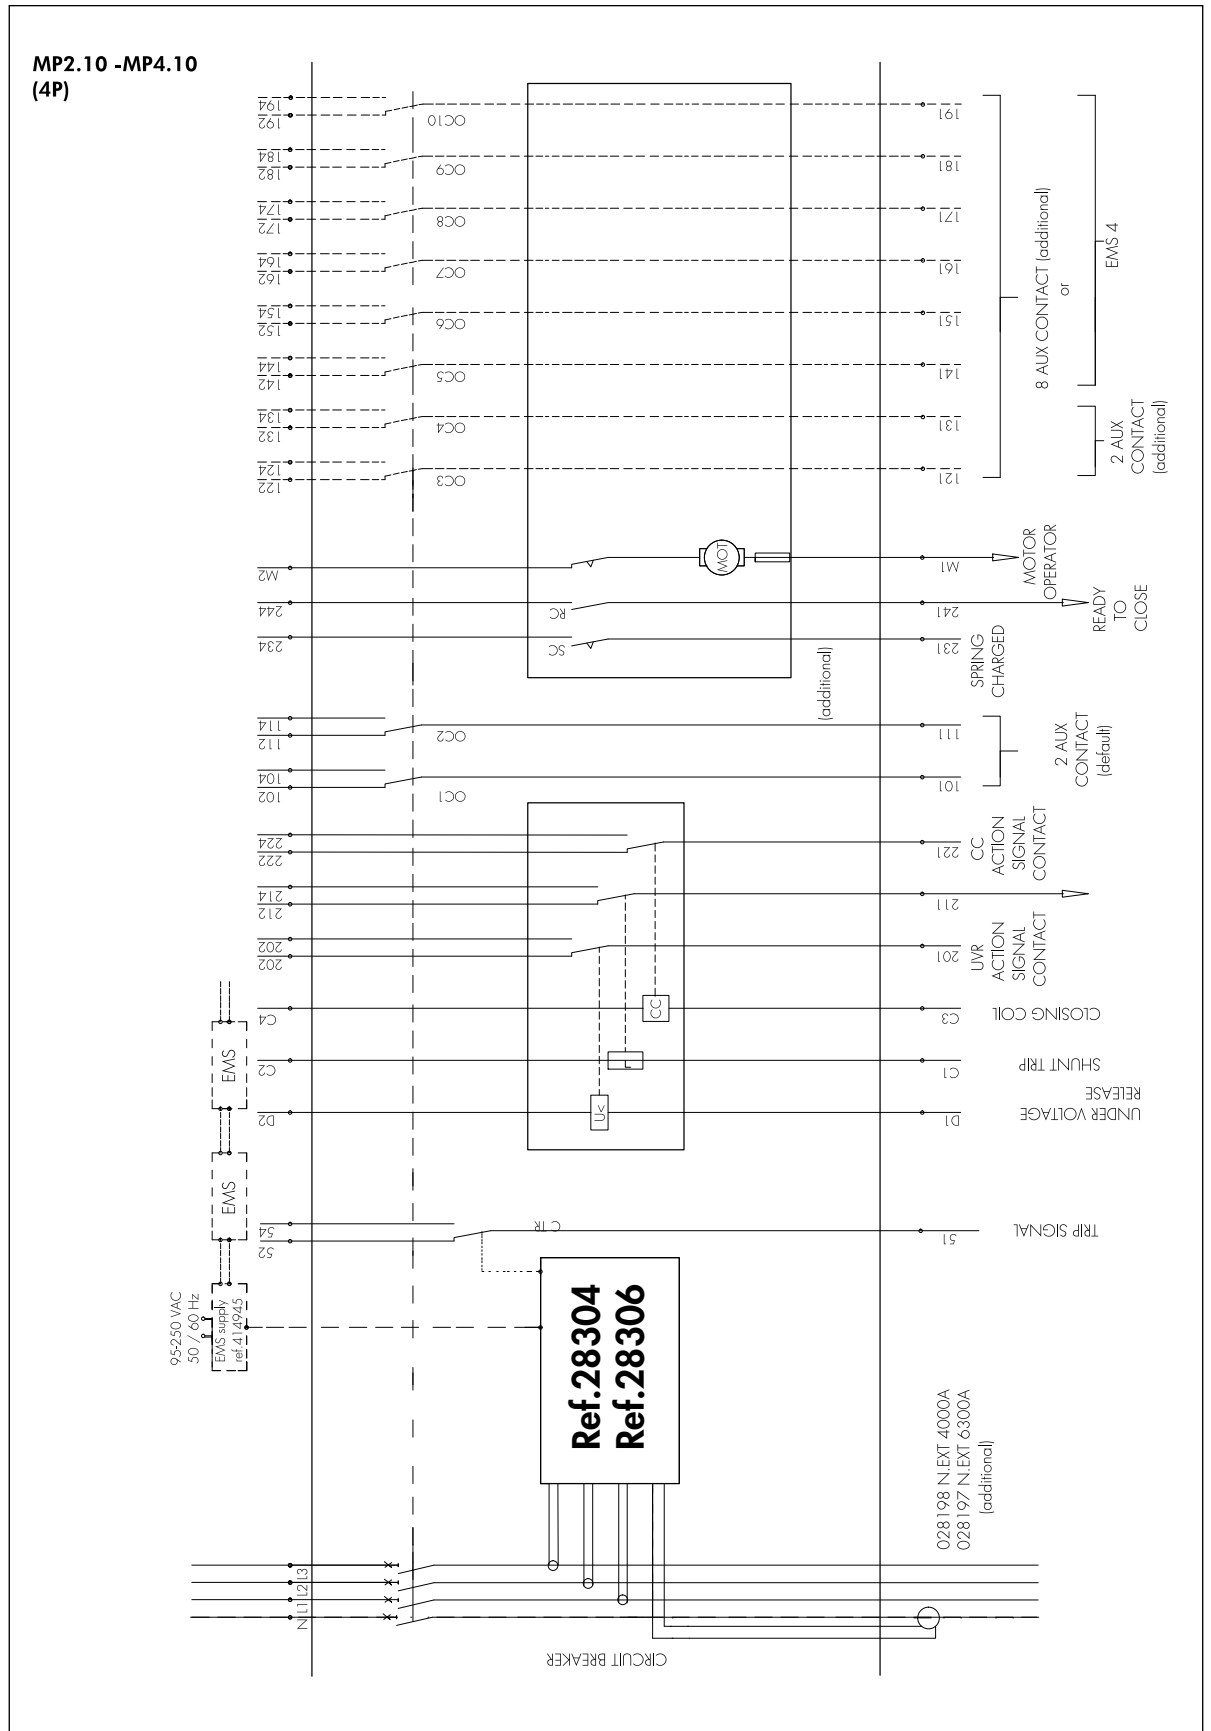 MP2.10 -MP4.10
(4P)
194
192
OC10
191
184
182
OC9
181
174
172
OC8
171
164
162
OC7
161
154
152
OC6
151
144
142
OC5
141
134
132
OC4
131
124
122
OC3
121
8 AUX CONTACT (additional)
or
EMS 4
2 AUX
CONTACT
(additional)
M2
MOT
M1
MOTOR
OPERATOR
244
RC
241
READY
TO
CLOSE
234
SC
231
SPRING
CHARGED
(additional)
114
112
OC2
111
104
102
OC1
101
2 AUX
CONTACT
(default)
224
222
221
CC
ACTION
SIGNAL
CONTACT
214
212
211
202
202
201
UVR
ACTION
SIGNAL
CONTACT
C4
CC
C3
CLOSING COIL
C2
L
C1
SHUNT TRIP
D2
U<
D1
UNDER VOLTAGE
RELEASE
EMS
EMS
54
52
CTR
51
TRIP SIGNAL
95-250 VAC
50 / 60 Hz
EMS supply
ref.414945
Ref.28304
Ref.28306
028198 N.EXT 4000A
028197 N.EXT 6300A
(additional)
N L1 L2 L3
CIRCUIT BREAKER